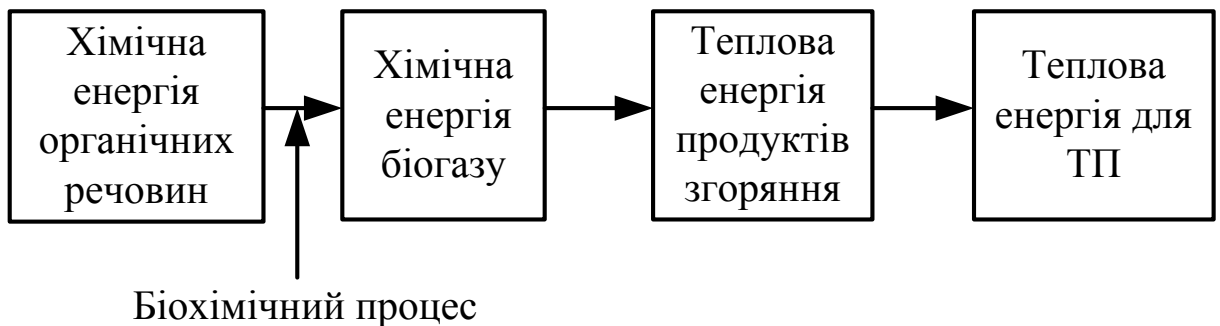 Хімічна
енергія
органічних
речовин
Хімічна
енергія
біогазу
Теплова
енергія
продуктів
згоряння
Теплова
енергія для
ТП
Біохімічний процес